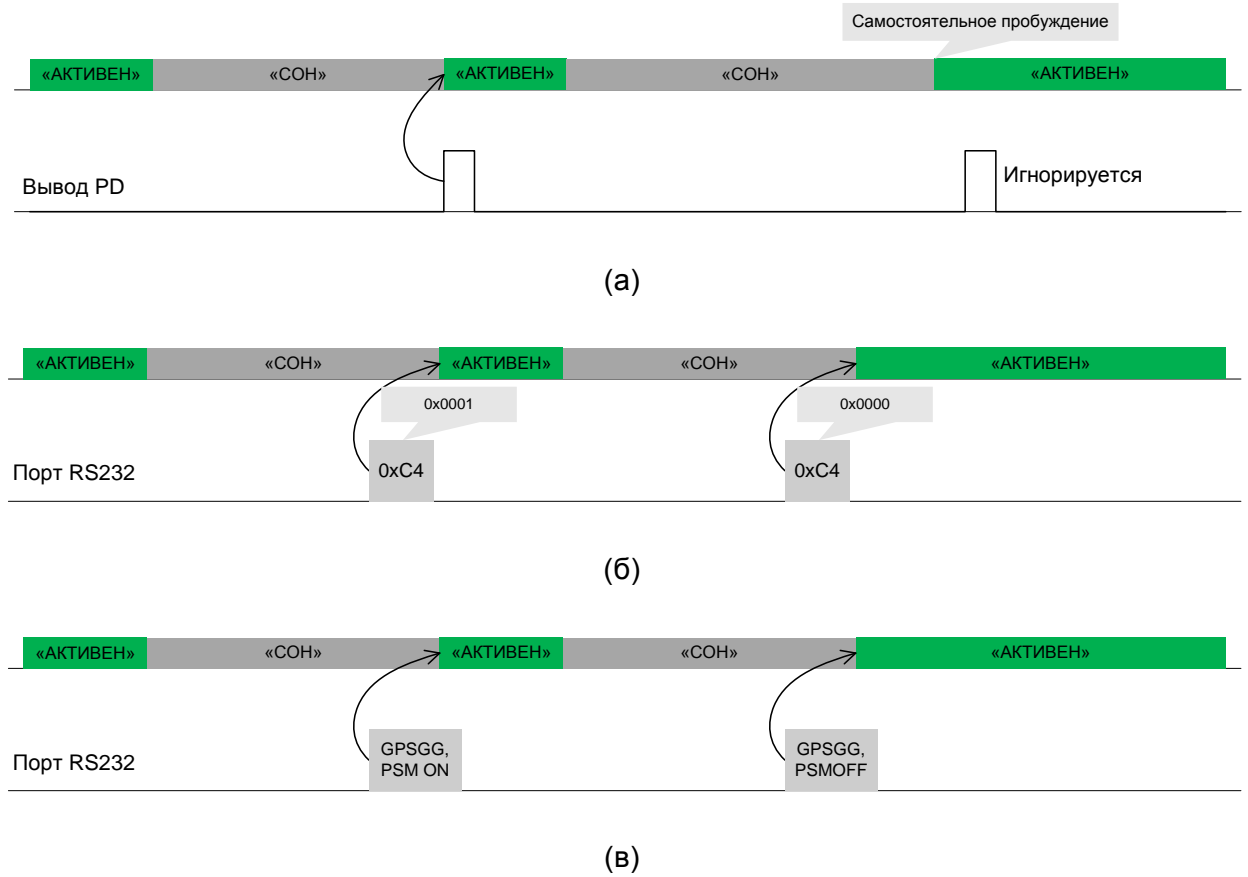 Самостоятельное пробуждение
«АКТИВЕН» «СОН» «АКТИВЕН» «СОН» «АКТИВЕН»
Вывод PD
Игнорируется
(а)
«АКТИВЕН» «СОН» «АКТИВЕН» «СОН» «АКТИВЕН»
0x0001 0x0000
Порт RS232
0xC4 0xC4
(б)
«АКТИВЕН» «СОН» «АКТИВЕН» «СОН» «АКТИВЕН»
Порт RS232
GPSGG,
PSM ON
GPSGG,
PSMOFF
(в)